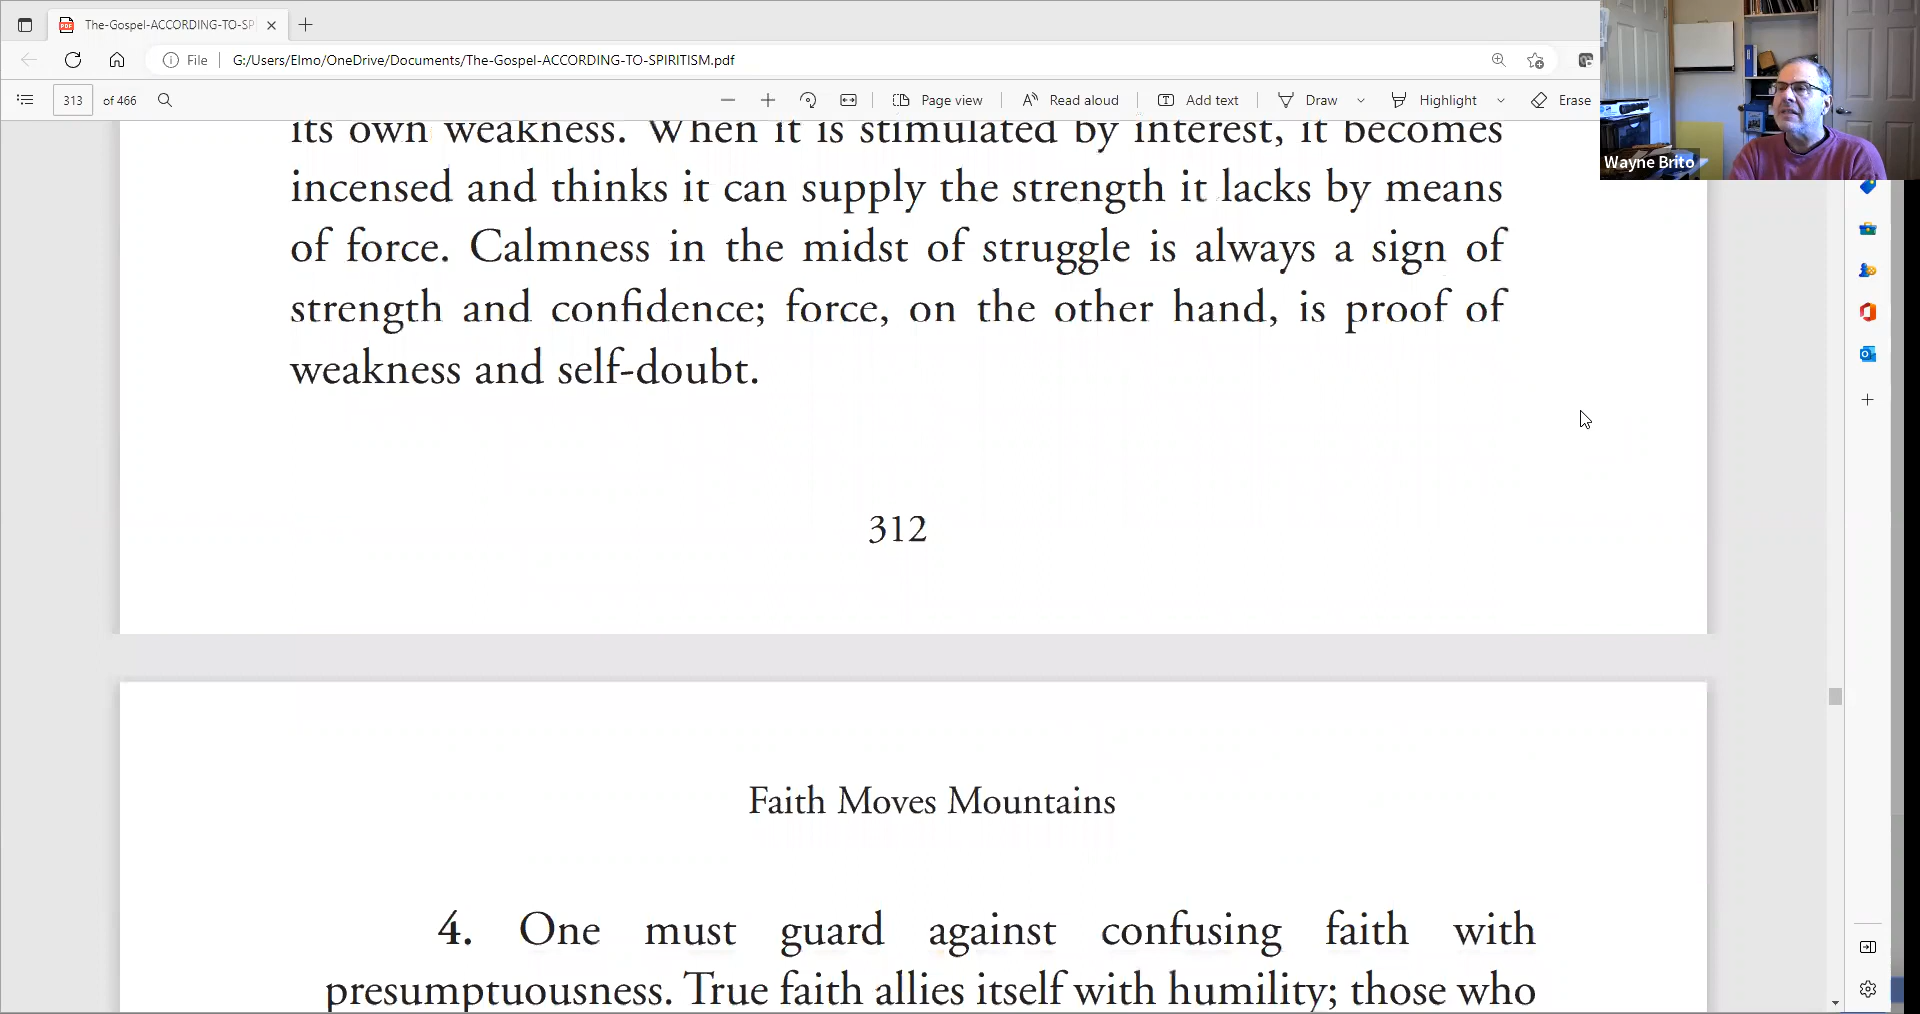 The-Gospel-ACCORDING-TO-SP
File
G:/Users/Elmo/OneDrive/Documents/The-Gospel-ACCORDING-TO-SPIRITISM.pdf
313 of 466
Page view
Read aloud
Add text
Draw
Highlight
Erase
Wayne Brito
its own weakness. When it is stimulated by interest, it becomes
incensed and thinks it can supply the strength it lacks by means
of force. Calmness in the midst of struggle is always a sign of
strength and confidence; force, on the other hand, is proof of
weakness and self-doubt.
312
Faith Moves Mountains
4. One must guard against confusing faith with
presumptuousness. True faith allies itself with humility; those who